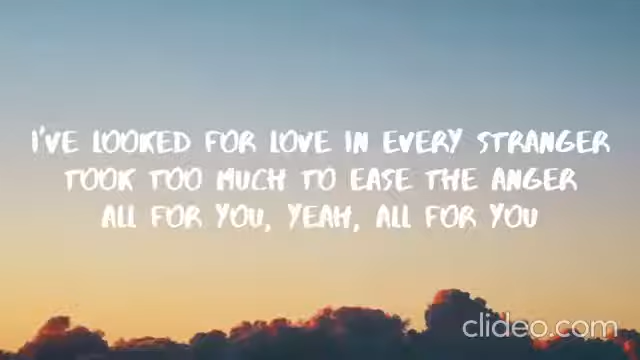 I'VE LOOKED FOR LOVE IN EVERY STRANGER
TOOK TOO MUCH TO EASE THE ANGER
ALL FOR YOU, YEAH, ALL FOR YOU
clideo.com